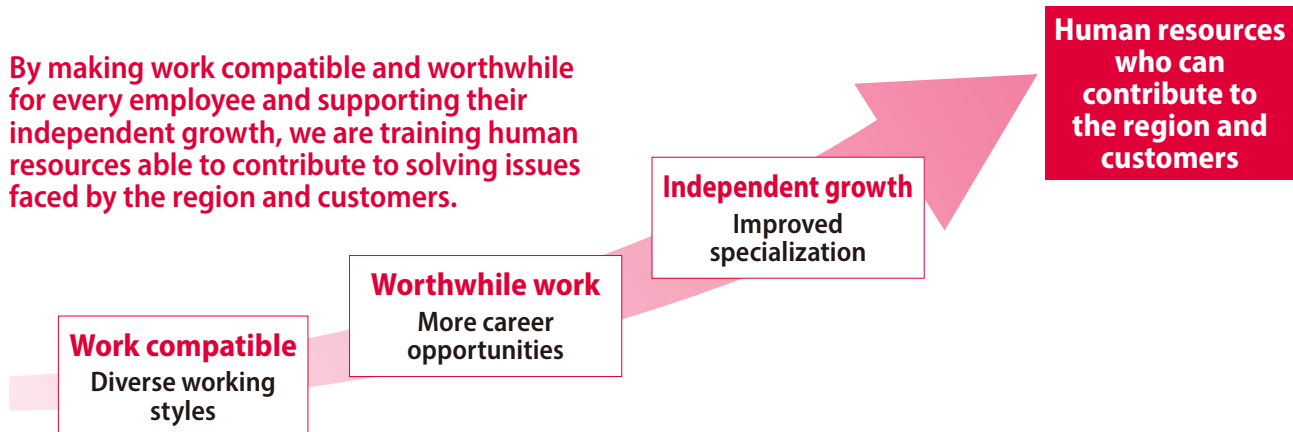 By making work compatible and worthwhile
for every employee and supporting their
independent growth, we are training human
resources able to contribute to solving issues
faced by the region and customers.
Work compatible
Diverse working
styles
Worthwhile work
More career
opportunities
Independent growth
Improved
specialization
Human resources
who can
contribute to
the region and
customers